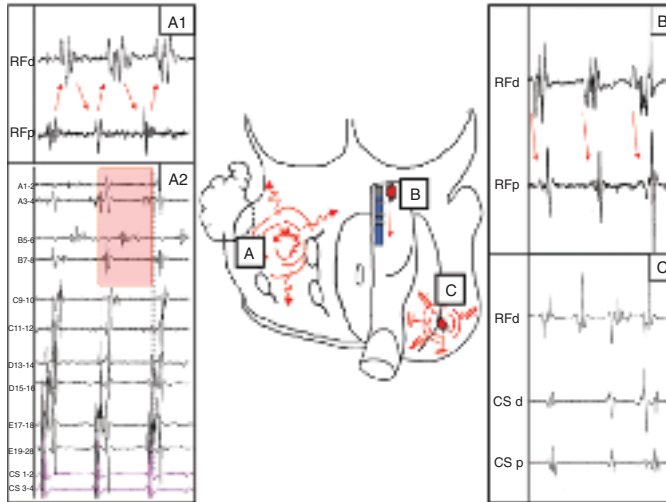 A1
RFd
RFp
A2
A1-2
A3-4
B5-6
B7-8
C9-10
C11-12
D13-14
D15-16
E17-18
E19-28
CS 1-2
CS 3-4
A
B
C
B
RFd
RFp
C
RFd
CS d
CS p